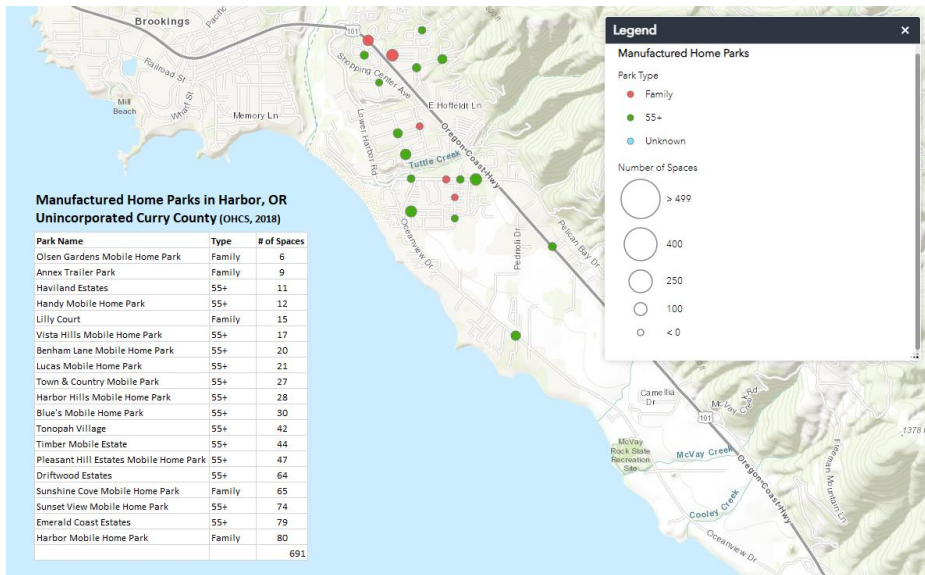 Brookings
Pacific
101
Railroad St
Shopping Center Ave
Mill
Beach
Wharf St
Memory Ln
E Hoffeldt Ln
Lower Harbor Rd
Oregon-Coast-Hwy
Tuttle Creek
Oceanview Dr
Pedrioli Dr
Pelican Bay Dr
Camellia
Dr
McVay Creek Rd
101
1378
McVay
Rock State
Recreation
Site
McVay Creek
Oregon-Coast-Hwy
Freeman Mountain Ln
Cooley Creek
Oceanview Dr
Legend
×
Manufactured Home Parks
Park Type
Family
55+
Unknown
Number of Spaces
> 499
400
250
100
< 0
Manufactured Home Parks in Harbor, OR
Unincorporated Curry County (OHCS, 2018)
Park Name Type # of Spaces
Olsen Gardens Mobile Home Park Family 6
Annex Trailer Park Family 9
Haviland Estates 55+ 11
Handy Mobile Home Park 55+ 12
Lilly Court Family 15
Vista Hills Mobile Home Park 55+ 17
Benham Lane Mobile Home Park 55+ 20
Lucas Mobile Home Park 55+ 21
Town & Country Mobile Park 55+ 27
Harbor Hills Mobile Home Park 55+ 28
Blue's Mobile Home Park 55+ 30
Tonopah Village 55+ 42
Timber Mobile Estate 55+ 44
Pleasant Hill Estates Mobile Home Park 55+ 47
Driftwood Estates 55+ 64
Sunshine Cove Mobile Home Park Family 65
Sunset View Mobile Home Park 55+ 74
Emerald Coast Estates 55+ 79
Harbor Mobile Home Park Family 80
691